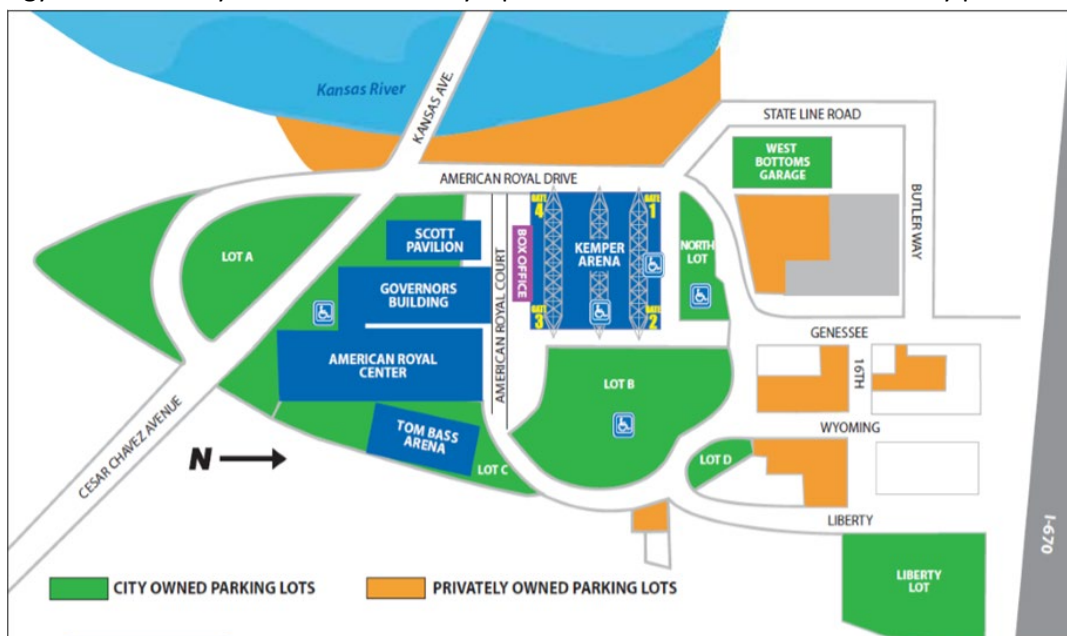 Kansas River
KANSAS AVE.
STATE LINE ROAD
WEST
BOTTOMS
GARAGE
BUTLER WAY
AMERICAN ROYAL DRIVE
LOT A
SCOTT
PAVILION
GOVERNORS
BUILDING
AMERICAN ROYAL
CENTER
AMERICAN ROYAL COURT
BOX OFFICE
GATE
4
GATE
1
KEMPER
ARENA
GATE
3
GATE
2
NORTH
LOT
GENESSEE
16TH
LOT B
WYOMING
TOM BASS
ARENA
LOT C
LOT D
LIBERTY
CESAR CHAVEZ AVENUE
N
I-670
LIBERTY
LOT
CITY OWNED PARKING LOTS
PRIVATELY OWNED PARKING LOTS